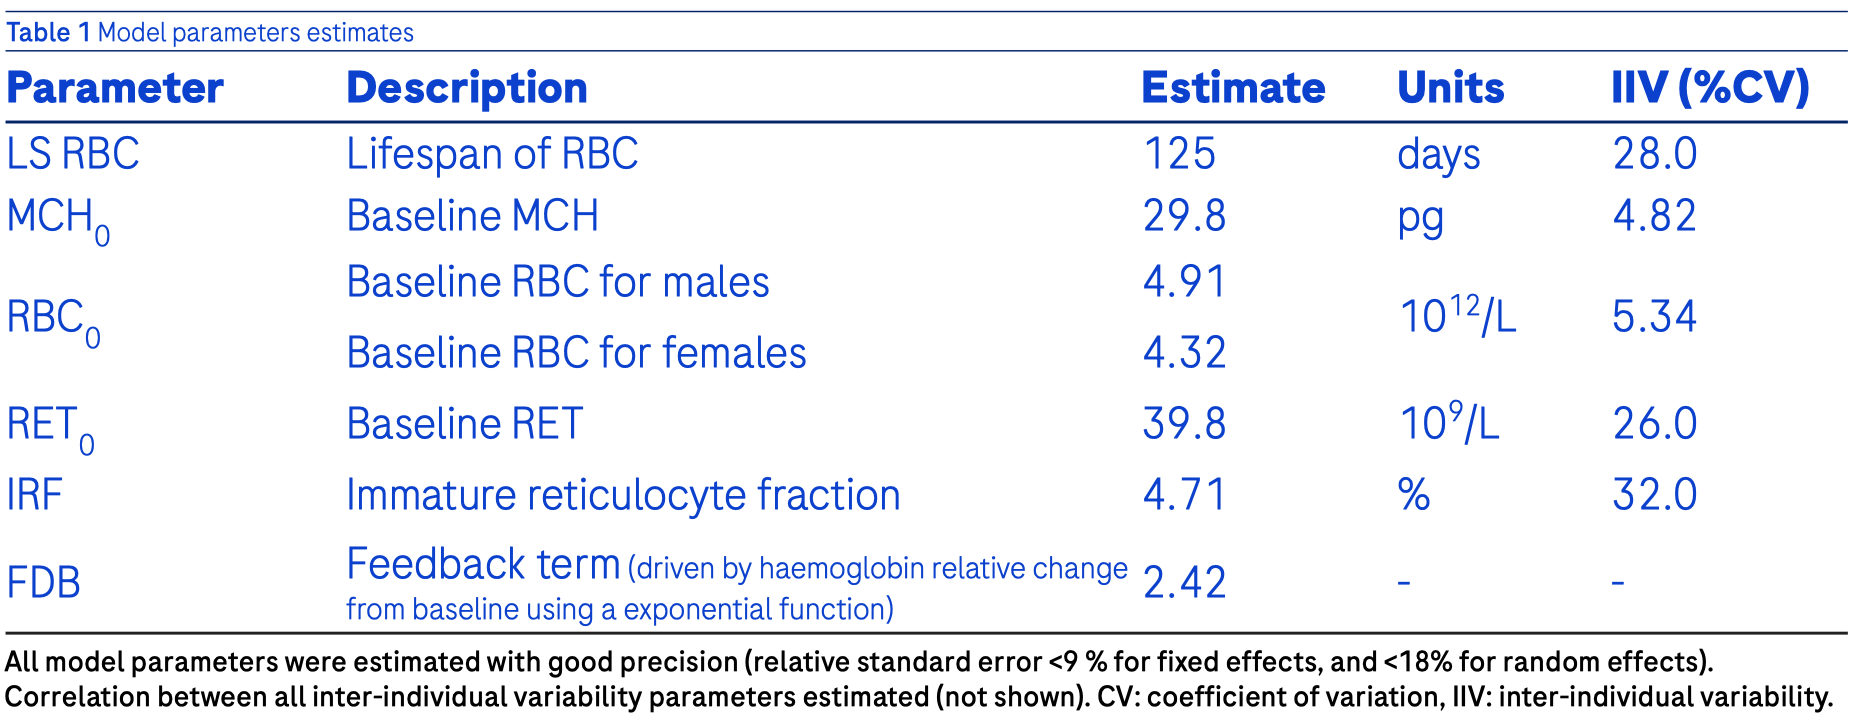 Table 1 Model parameters estimates
Parameter Description Estimate Units IIV (%CV)
LS RBC Lifespan of RBC 125 days 28.0
MCH0 Baseline MCH 29.8 pg 4.82
Baseline RBC for males 4.91
RBC0 10^12/L 5.34
Baseline RBC for females 4.32
RET0 Baseline RET 39.8 10^9/L 26.0
IRF Immature reticulocyte fraction 4.71 % 32.0
FDB Feedback term (driven by haemoglobin relative change 2.42 - -
from baseline using a exponential function)
All model parameters were estimated with good precision (relative standard error <9 % for fixed effects, and <18% for random effects).
Correlation between all inter-individual variability parameters estimated (not shown). CV: coefficient of variation, IIV: inter-individual variability.